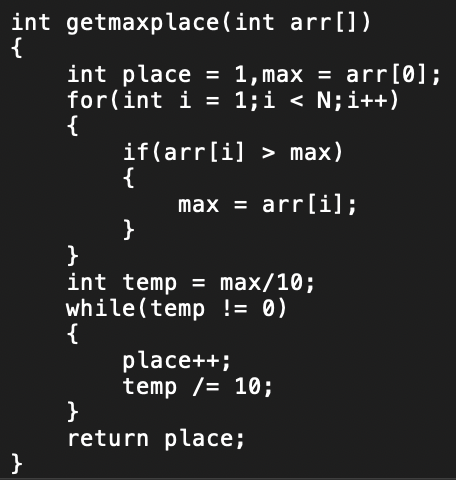 int getmaxplace(int arr[])
{
    int place = 1,max = arr[0];
    for(int i = 1;i < N;i++)
    {
        if(arr[i] > max)
        {
            max = arr[i];
        }
    }
    int temp = max/10;
    while(temp != 0)
    {
        place++;
        temp /= 10;
    }
    return place;
}